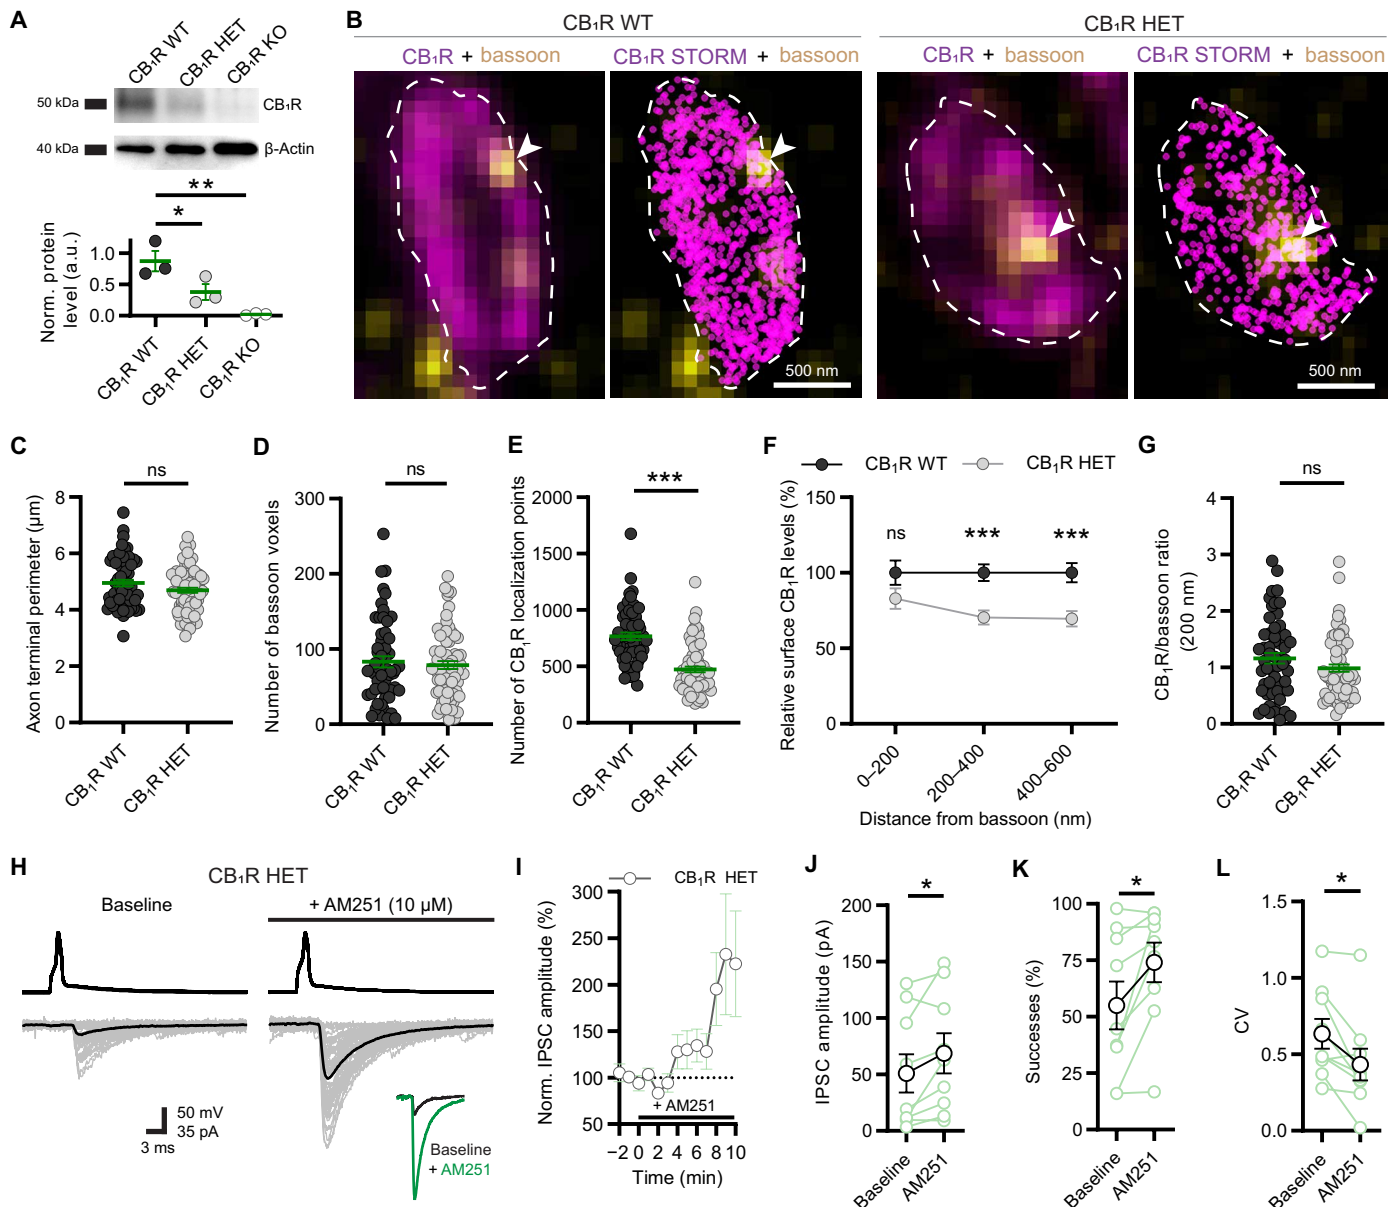 A
CB₁R WT
CB₁R HET
CB₁R KO
50 kDa
CB₁R
40 kDa
β-Actin
**
*
Norm. protein
level (a.u.)
1.0
0.5
0.0
CB₁R WT
CB₁R HET
CB₁R KO
B
CB₁R WT
CB₁R HET
CB₁R + bassoon
CB₁R STORM + bassoon
CB₁R + bassoon
CB₁R STORM + bassoon
500 nm
500 nm
C
ns
Axon terminal perimeter (µm)
8
6
4
2
0
CB₁R WT
CB₁R HET
D
ns
Number of bassoon voxels
300
200
100
0
CB₁R WT
CB₁R HET
E
***
Number of CB₁R localization points
2000
1500
1000
500
0
CB₁R WT
CB₁R HET
F
CB₁R WT
CB₁R HET
Relative surface CB₁R levels (%)
150
100
50
0
ns
***
***
0–200
200–400
400–600
Distance from bassoon (nm)
G
ns
CB₁R/bassoon ratio
(200 nm)
4
3
2
1
0
CB₁R WT
CB₁R HET
H
CB₁R HET
Baseline
+ AM251 (10 µM)
50 mV
35 pA
3 ms
Baseline
+ AM251
I
CB₁R HET
Norm. IPSC amplitude (%)
300
250
200
150
100
50
+ AM251
−2 0 2 4 6 8 10
Time (min)
J
*
IPSC amplitude (pA)
200
150
100
50
0
Baseline
AM251
K
*
Successes (%)
100
75
50
25
0
Baseline
AM251
L
*
CV
1.5
1.0
0.5
0.0
Baseline
AM251